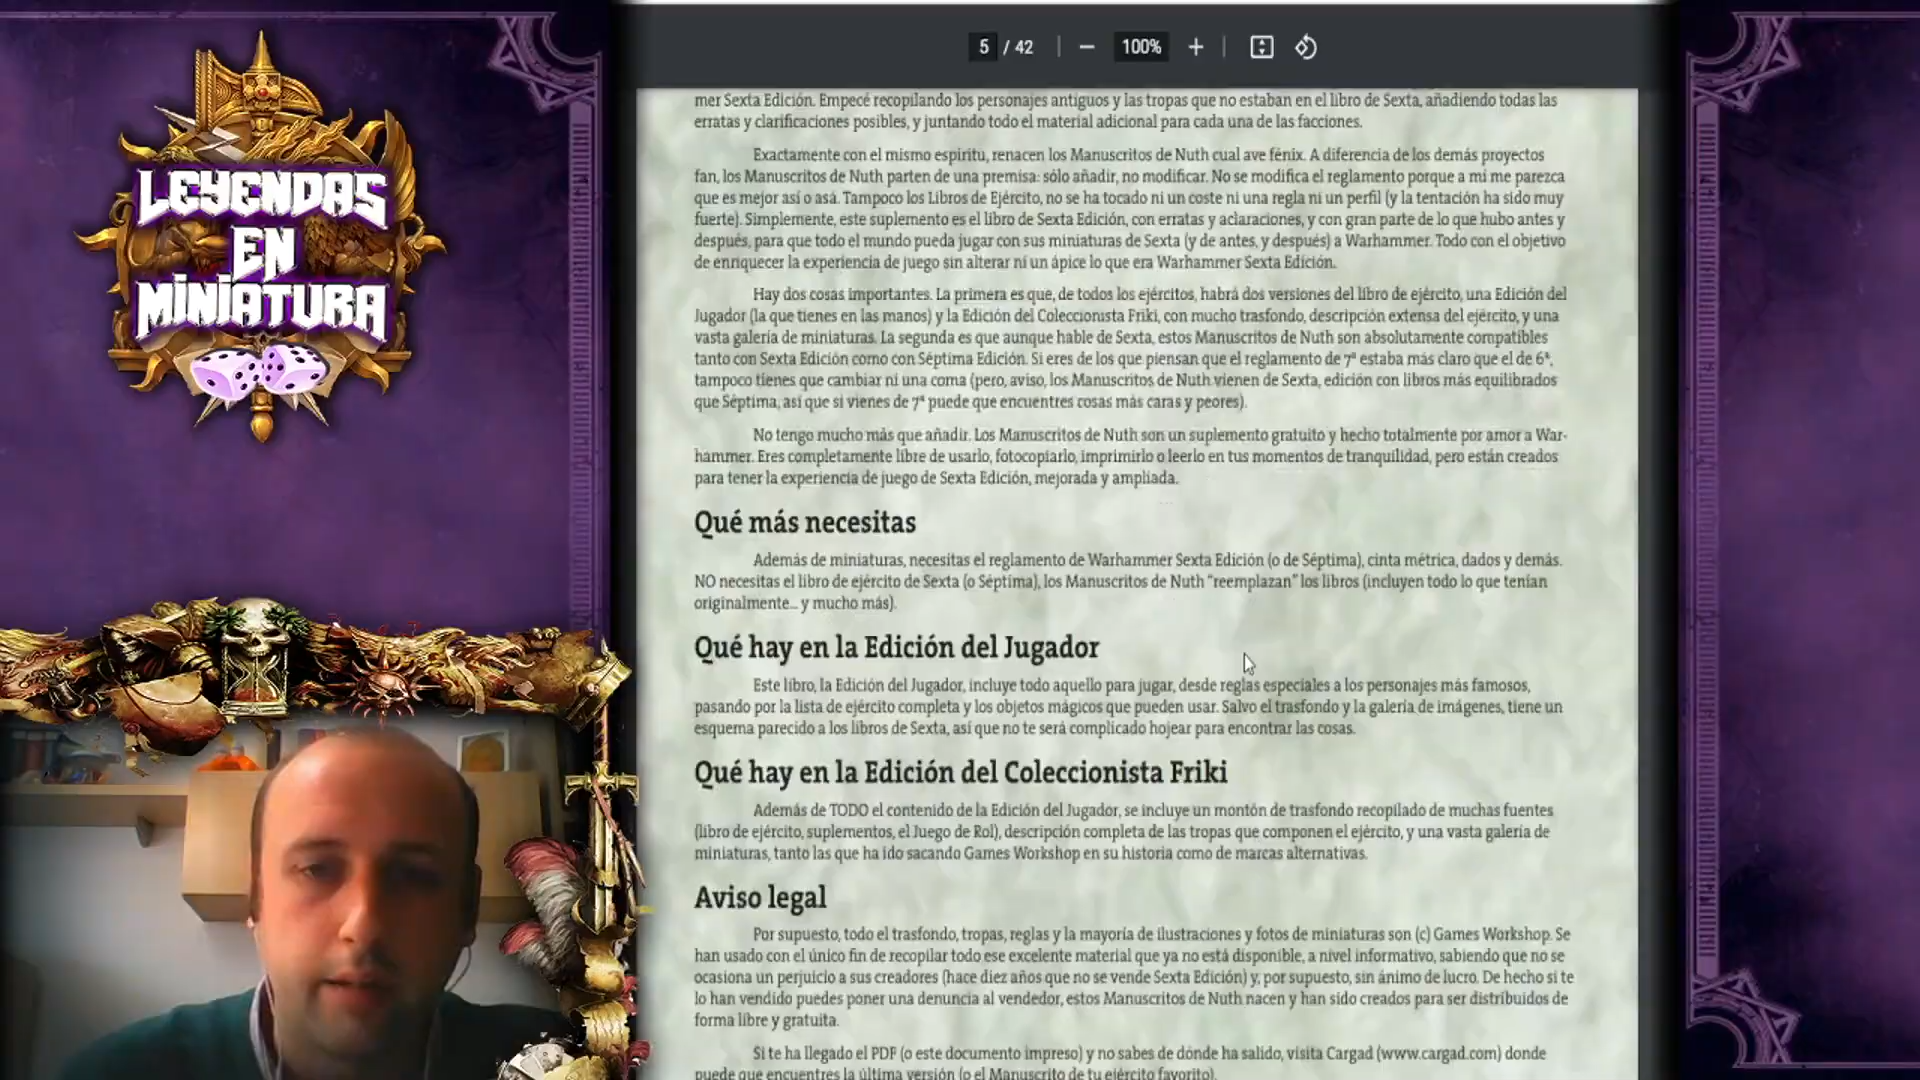 LEYENDAS
EN
MINIATURA
5 / 42
100%
mer Sexta Edición. Empecé recopilando los personajes antiguos y las tropas que no estaban en el libro de Sexta, añadiendo todas las
erratas y clarificaciones posibles, y juntando todo el material adicional para cada una de las facciones.
Exactamente con el mismo espíritu, renacen los Manuscritos de Nuth cual ave fénix. A diferencia de los demás proyectos
fan, los Manuscritos de Nuth parten de una premisa: sólo añadir, no modificar. No se modifica el reglamento porque a mí me parezca
que es mejor así o asá. Tampoco los Libros de Ejército, no se ha tocado ni un coste ni una regla ni un perfil (y la tentación ha sido muy
fuerte). Simplemente, este suplemento es el libro de Sexta Edición, con erratas y aclaraciones, y con gran parte de lo que hubo antes y
después, para que todo el mundo pueda jugar con sus miniaturas de Sexta (y de antes, y después) a Warhammer. Todo con el objetivo
de enriquecer la experiencia de juego sin alterar ni un ápice lo que era Warhammer Sexta Edición.
Hay dos cosas importantes. La primera es que, de todos los ejércitos, habrá dos versiones del libro de ejército, una Edición del
Jugador (la que tienes en las manos) y la Edición del Coleccionista Friki, con mucho trasfondo, descripción extensa del ejército, y una
vasta galería de miniaturas. La segunda es que aunque hable de Sexta, estos Manuscritos de Nuth son absolutamente compatibles
tanto con Sexta Edición como con Séptima Edición. Si eres de los que piensan que el reglamento de 7ª estaba más claro que el de 6ª,
tampoco tienes que cambiar ni una coma (pero, aviso, los Manuscritos de Nuth vienen de Sexta, edición con libros más equilibrados
que Séptima, así que si vienes de 7ª puede que encuentres cosas más caras y peores).
No tengo mucho más que añadir. Los Manuscritos de Nuth son un suplemento gratuito y hecho totalmente por amor a War-
hammer. Eres completamente libre de usarlo, fotocopiarlo, imprimirlo o leerlo en tus momentos de tranquilidad, pero están creados
para tener la experiencia de juego de Sexta Edición, mejorada y ampliada.
Qué más necesitas
Además de miniaturas, necesitas el reglamento de Warhammer Sexta Edición (o de Séptima), cinta métrica, dados y demás.
NO necesitas el libro de ejército de Sexta (o Séptima), los Manuscritos de Nuth "reemplazan" los libros (incluyen todo lo que tenían
originalmente... y mucho más).
Qué hay en la Edición del Jugador
Este libro, la Edición del Jugador, incluye todo aquello para jugar, desde reglas especiales a los personajes más famosos,
pasando por la lista de ejército completa y los objetos mágicos que pueden usar. Salvo el trasfondo y la galería de imágenes, tiene un
esquema parecido a los libros de Sexta, así que no te será complicado hojear para encontrar las cosas.
Qué hay en la Edición del Coleccionista Friki
Además de TODO el contenido de la Edición del Jugador, se incluye un montón de trasfondo recopilado de muchas fuentes
(libro de ejército, suplementos, el Juego de Rol), descripción completa de las tropas que componen el ejército, y una vasta galería de
miniaturas, tanto las que ha ido sacando Games Workshop en su historia como de marcas alternativas.
Aviso legal
Por supuesto, todo el trasfondo, tropas, reglas y la mayoría de ilustraciones y fotos de miniaturas son (c) Games Workshop. Se
han usado con el único fin de recopilar todo ese excelente material que ya no está disponible, a nivel informativo, sabiendo que no se
ocasiona un perjuicio a sus creadores (hace diez años que no se vende Sexta Edición) y, por supuesto, sin ánimo de lucro. De hecho si te
lo han vendido puedes poner una denuncia al vendedor, estos Manuscritos de Nuth nacen y han sido creados para ser distribuidos de
forma libre y gratuita.
Si te ha llegado el PDF (o este documento impreso) y no sabes de dónde ha salido, visita Cargad (www.cargad.com) donde
puede que encuentres la última versión (o el Manuscrito de tu ejército favorito).